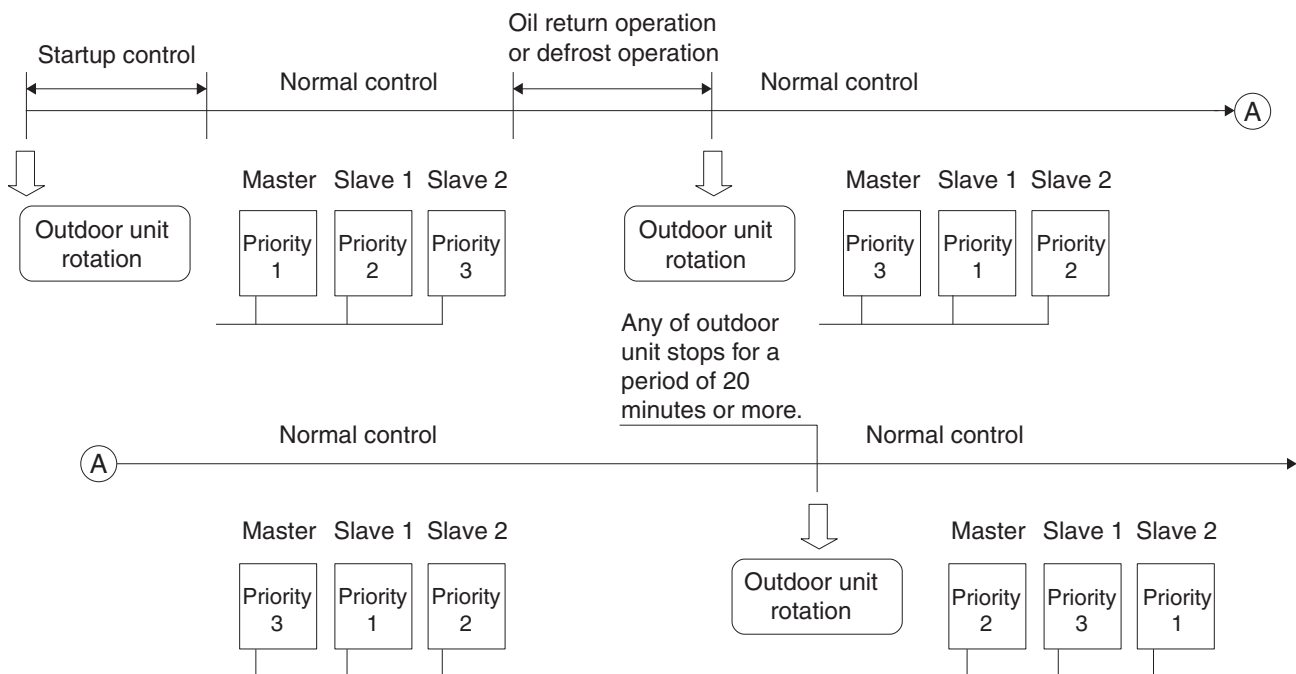 Oil return operation
or defrost operation
Startup control
Normal control
Normal control
A
Outdoor unit
rotation
Master Slave 1 Slave 2
Priority
1
Priority
2
Priority
3
Outdoor unit
rotation
Master Slave 1 Slave 2
Priority
3
Priority
1
Priority
2
Any of outdoor
unit stops for a
period of 20
minutes or more.
A
Normal control
Normal control
Master Slave 1 Slave 2
Priority
3
Priority
1
Priority
2
Outdoor unit
rotation
Master Slave 1 Slave 2
Priority
2
Priority
3
Priority
1